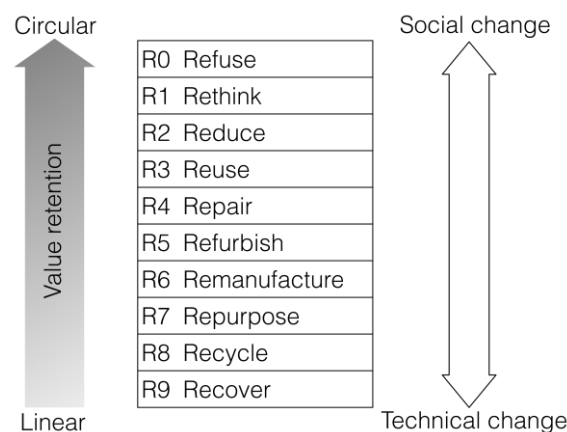 Circular
Social change
R0 Refuse
R1 Rethink
R2 Reduce
R3 Reuse
R4 Repair
R5 Refurbish
R6 Remanufacture
R7 Repurpose
R8 Recycle
R9 Recover
Value retention
Linear
Technical change